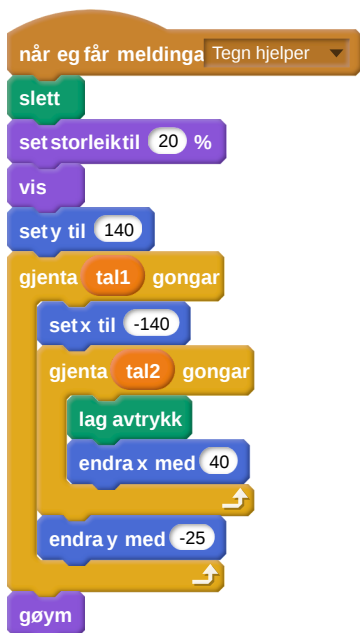 når eg får meldinga Tegn hjelper
slett
set storleik til 20 %
vis
set y til 140
gjenta tal1 gongar
set x til -140
gjenta tal2 gongar
lag avtrykk
endra x med 40
endra y med -25
gøym